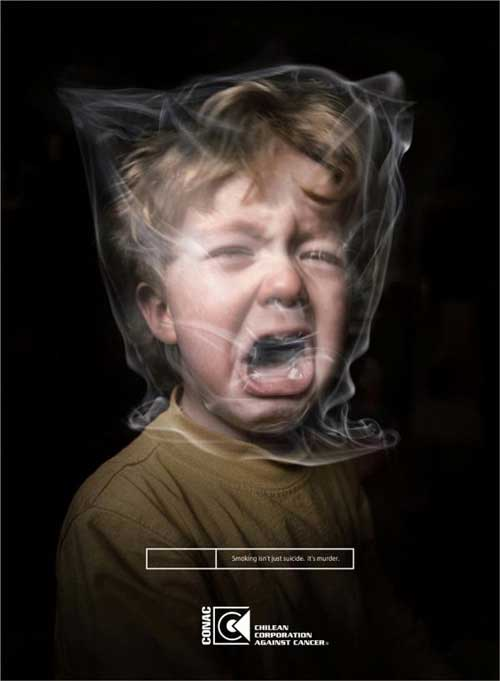 Smoking isn't just suicide. it's murder.
CONAC
CHILEAN
CORPORATION
AGAINST CANCER®